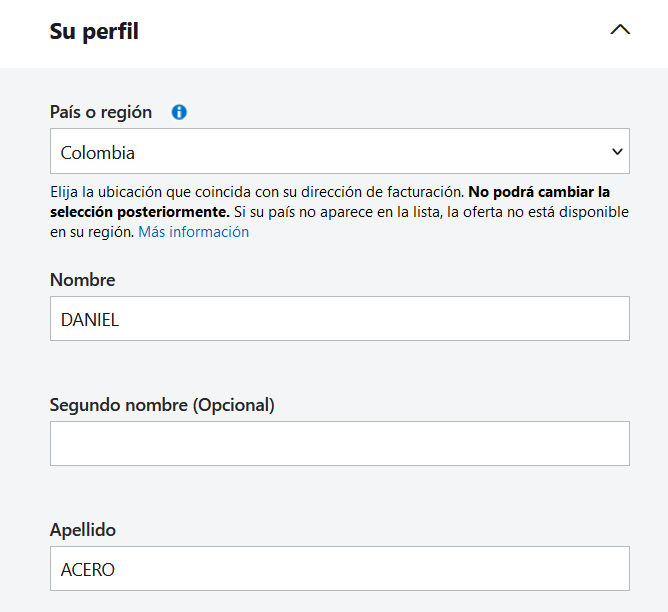 Su perfil
País o región
Colombia
Elija la ubicación que coincida con su dirección de facturación. No podrá cambiar la
selección posteriormente. Si su país no aparece en la lista, la oferta no está disponible
en su región. Más información
Nombre
DANIEL
Segundo nombre (Opcional)
Apellido
ACERO